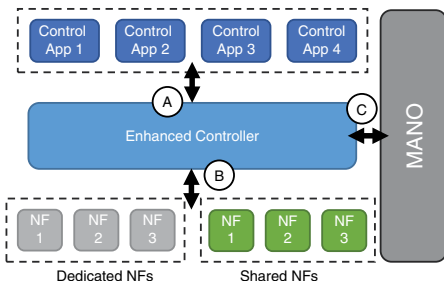 Control
App 1
Control
App 2
Control
App 3
Control
App 4
A
C
Enhanced Controller
MANO
B
NF
1
NF
2
NF
3
NF
1
NF
2
NF
3
Dedicated NFs
Shared NFs